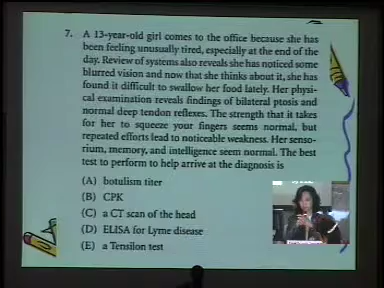 7. A 13-year-old girl comes to the office because she has
been feeling unusually tired, especially at the end of the
day. Review of systems also reveals she has noticed some
blurred vision and now that she thinks about it, she has
found it difficult to swallow her food lately. Her physi-
cal examination reveals findings of bilateral ptosis and
normal deep tendon reflexes. The strength that it takes
for her to squeeze your fingers seems normal, but
repeated efforts lead to noticeable weakness. Her senso-
rium, memory, and intelligence seem normal. The best
test to perform to help arrive at the diagnosis is
(A) botulism titer
(B) CPK
(C) a CT scan of the head
(D) ELISA for Lyme disease
(E) a Tensilon test